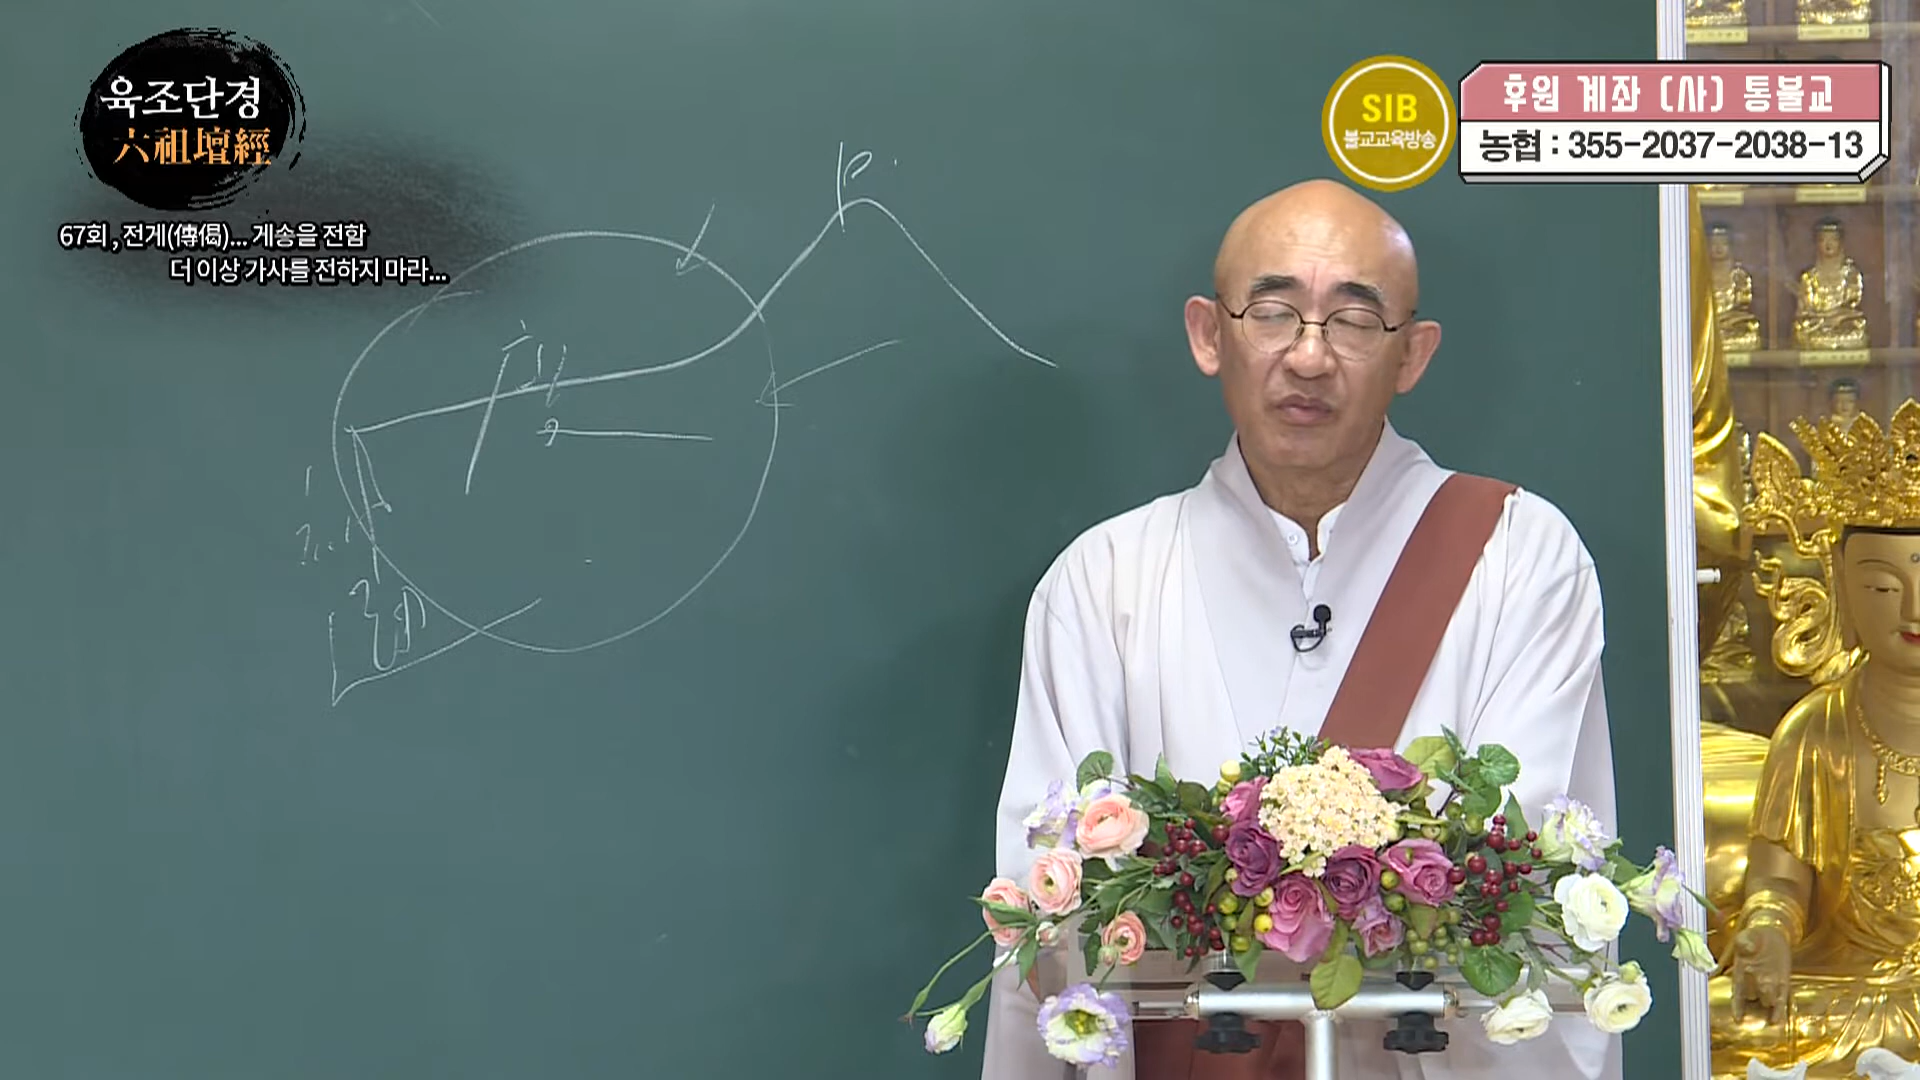 육조단경
六祖壇經
67회, 전게(傳偈)... 게송을 전함
더 이상 가사를 전하지 마라...
SIB
불교교육방송
후원 계좌 (사) 통불교
농협 : 355-2037-2038-13